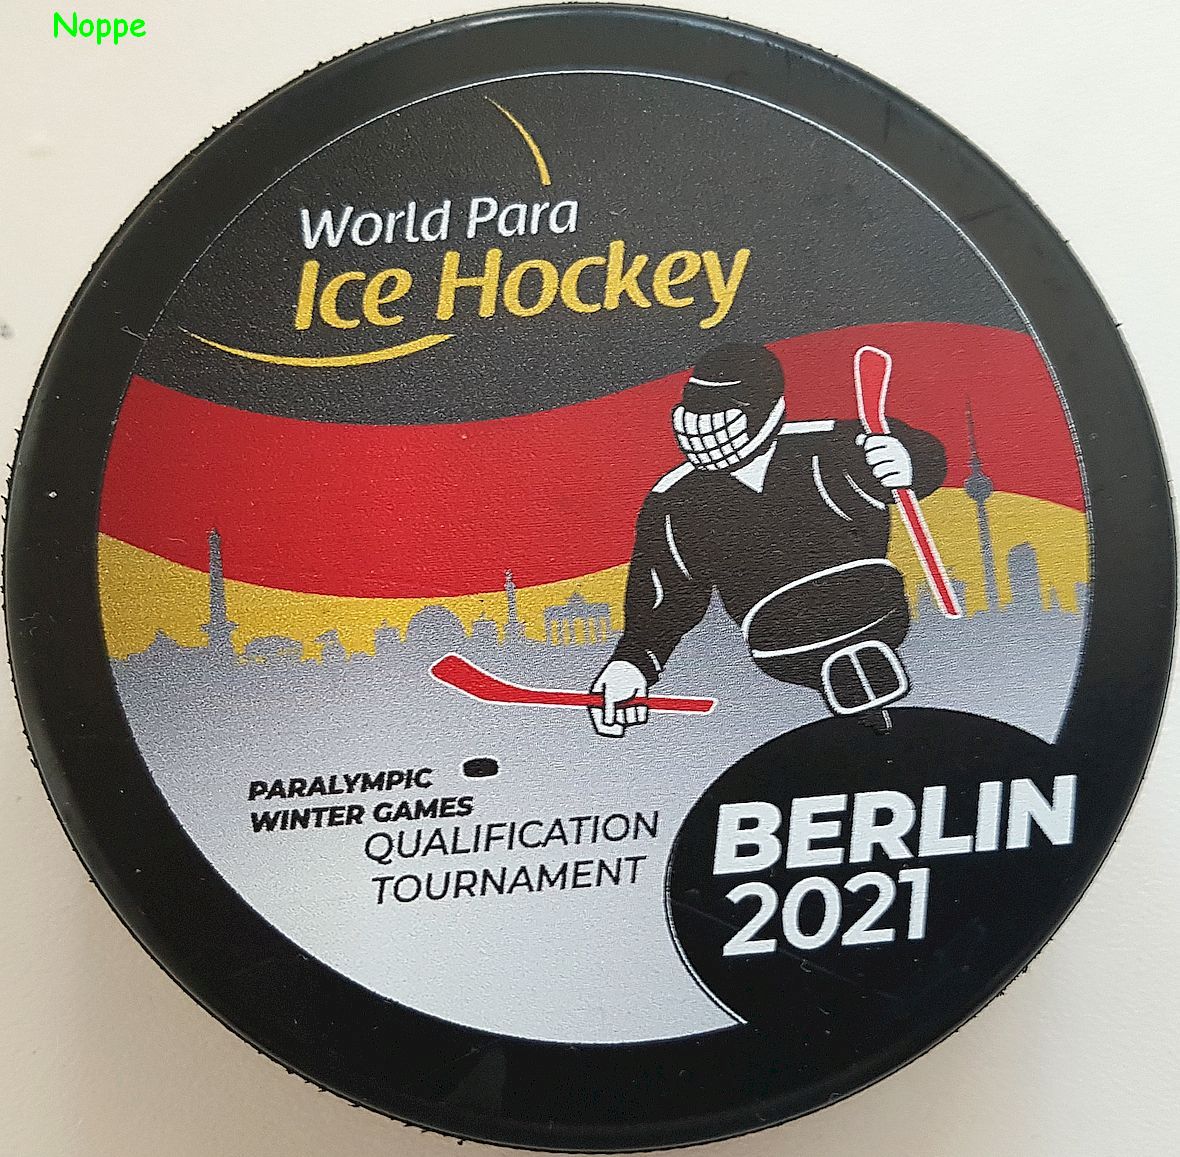 Noppe
World Para
Ice Hockey
PARALYMPIC
WINTER GAMES
QUALIFICATION
TOURNAMENT
BERLIN
2021